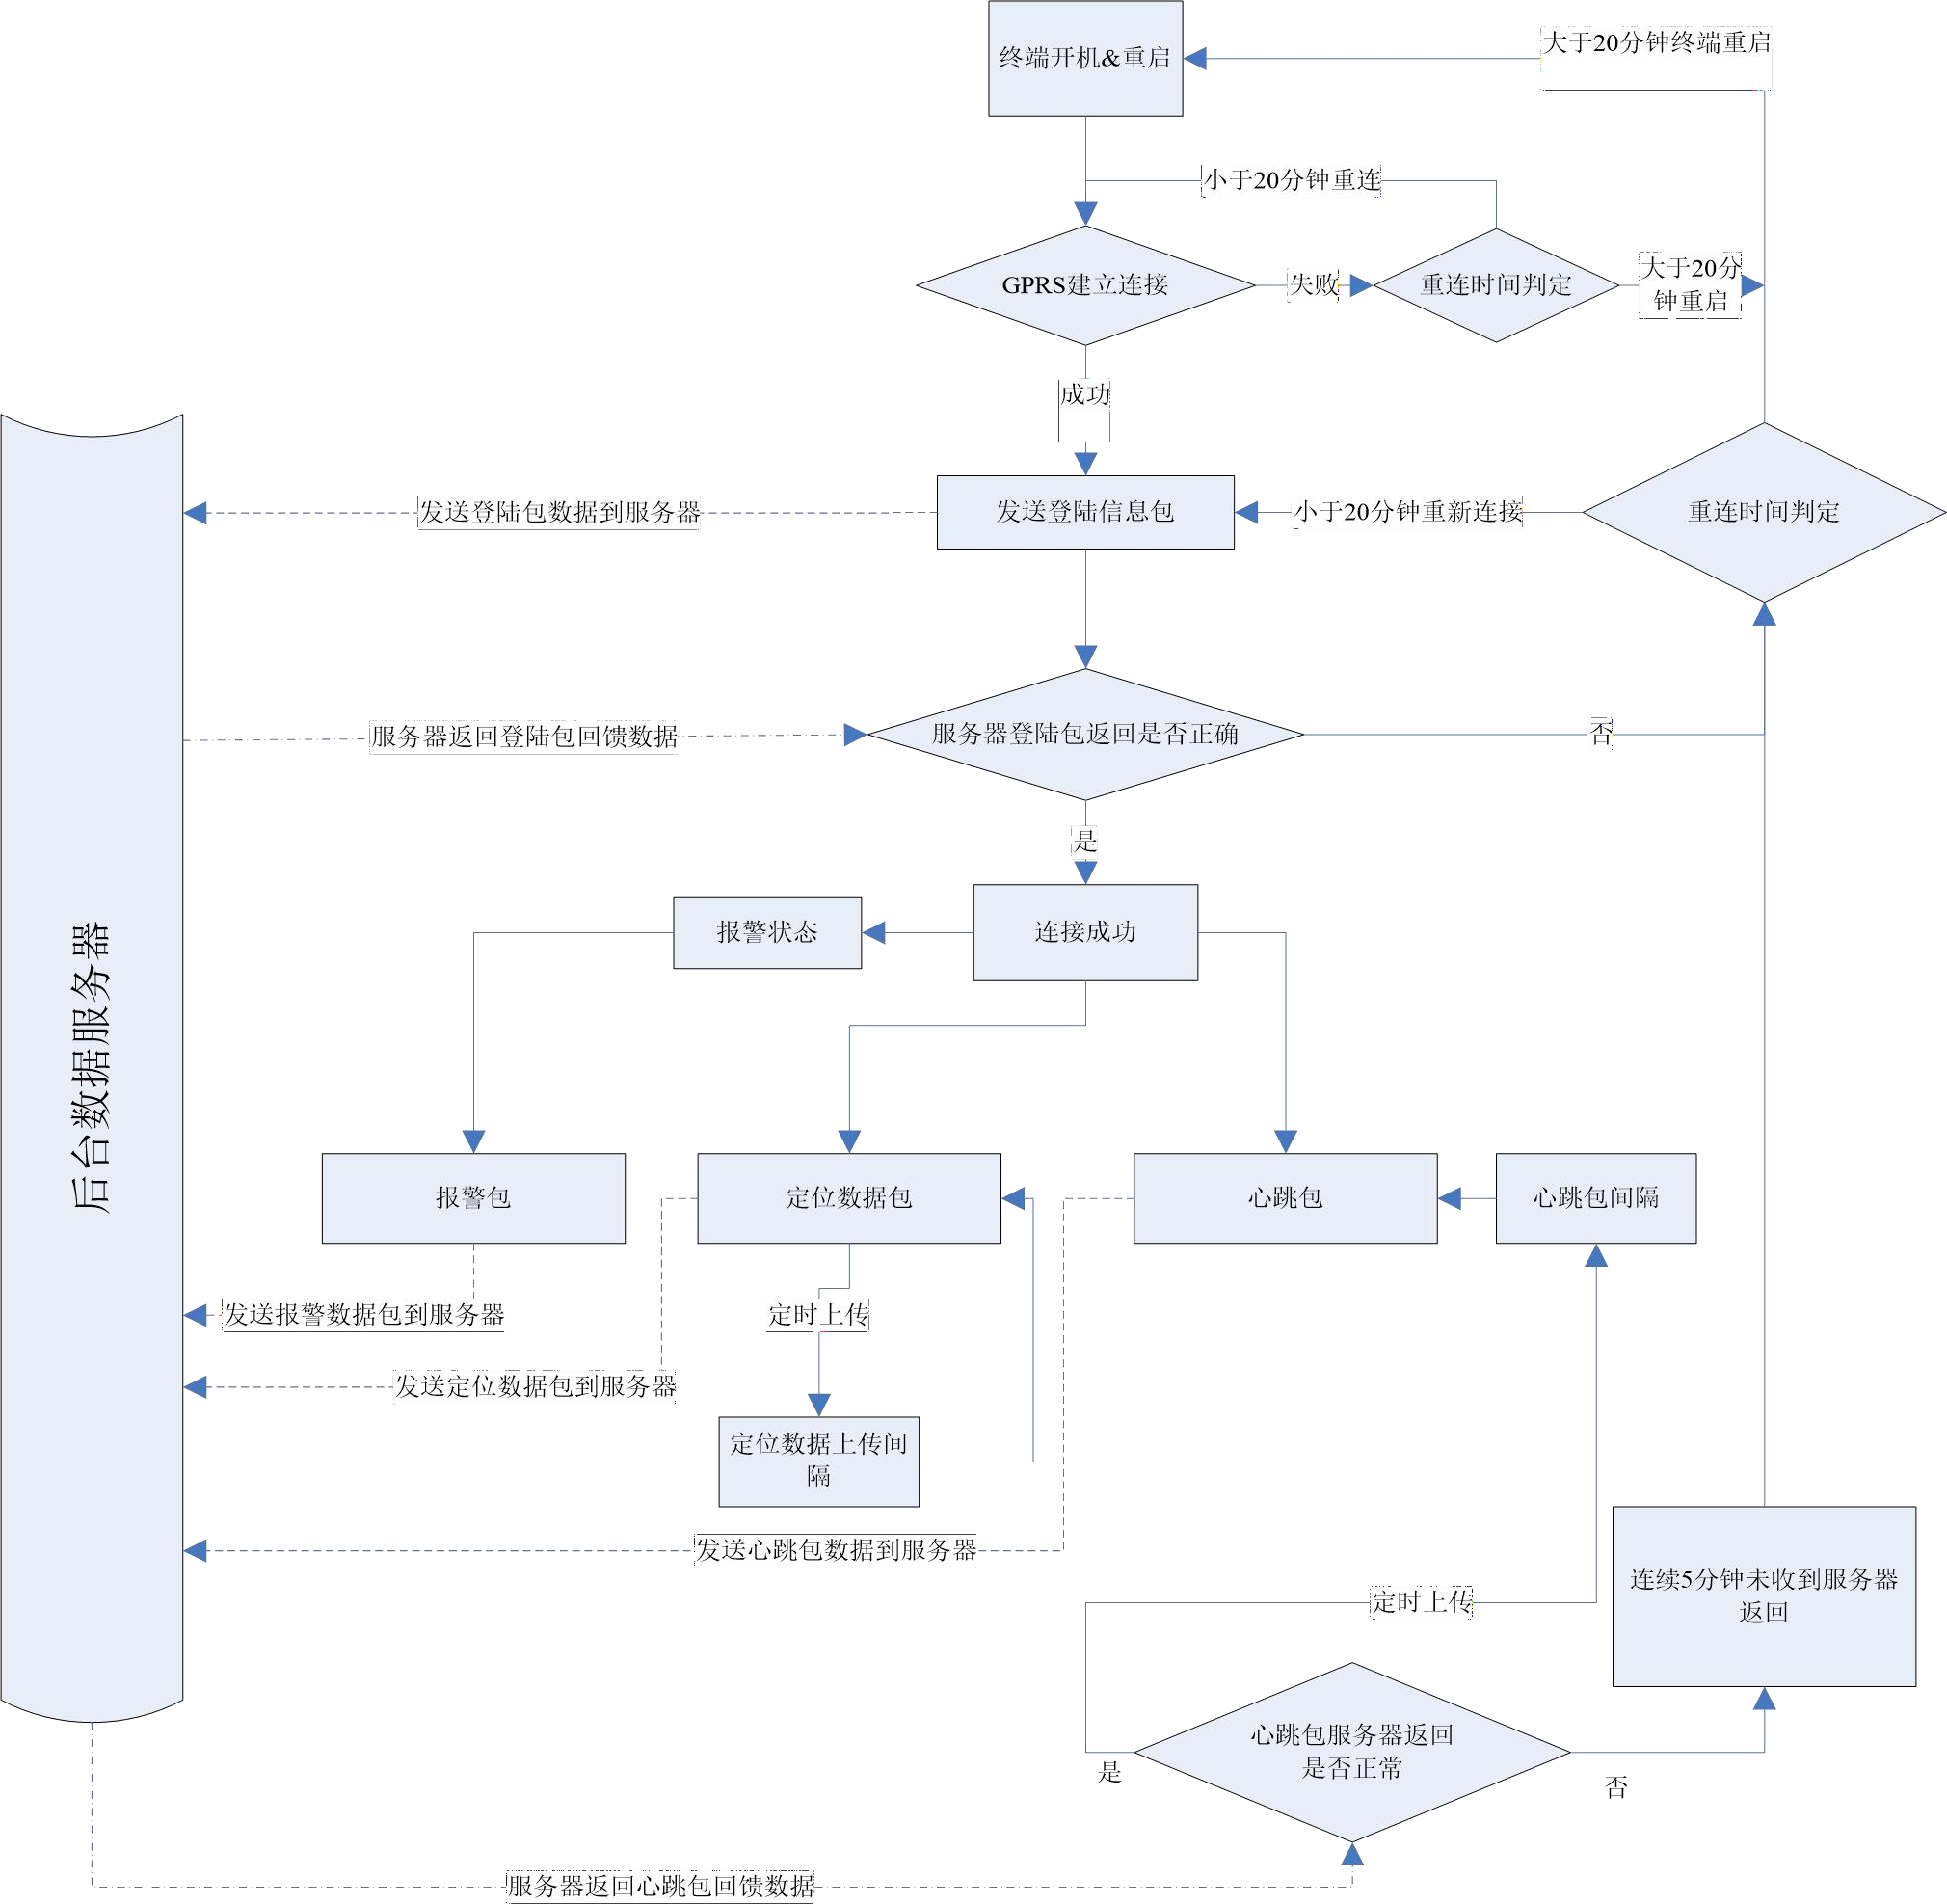 终端开机&重启
大于20分钟终端重启
小于20分钟重连
GPRS建立连接
失败
重连时间判定
大于20分
钟重启
成功
发送登陆包数据到服务器
发送登陆信息包
小于20分钟重新连接
重连时间判定
服务器返回登陆包回馈数据
服务器登陆包返回是否正确
否
是
报警状态
连接成功
后台数据服务器
报警包
定位数据包
心跳包
心跳包间隔
发送报警数据包到服务器
定时上传
发送定位数据包到服务器
定位数据上传间
隔
发送心跳包数据到服务器
定时上传
连续5分钟未收到服务器
返回
心跳包服务器返回
是否正常
是
否
服务器返回心跳包回馈数据